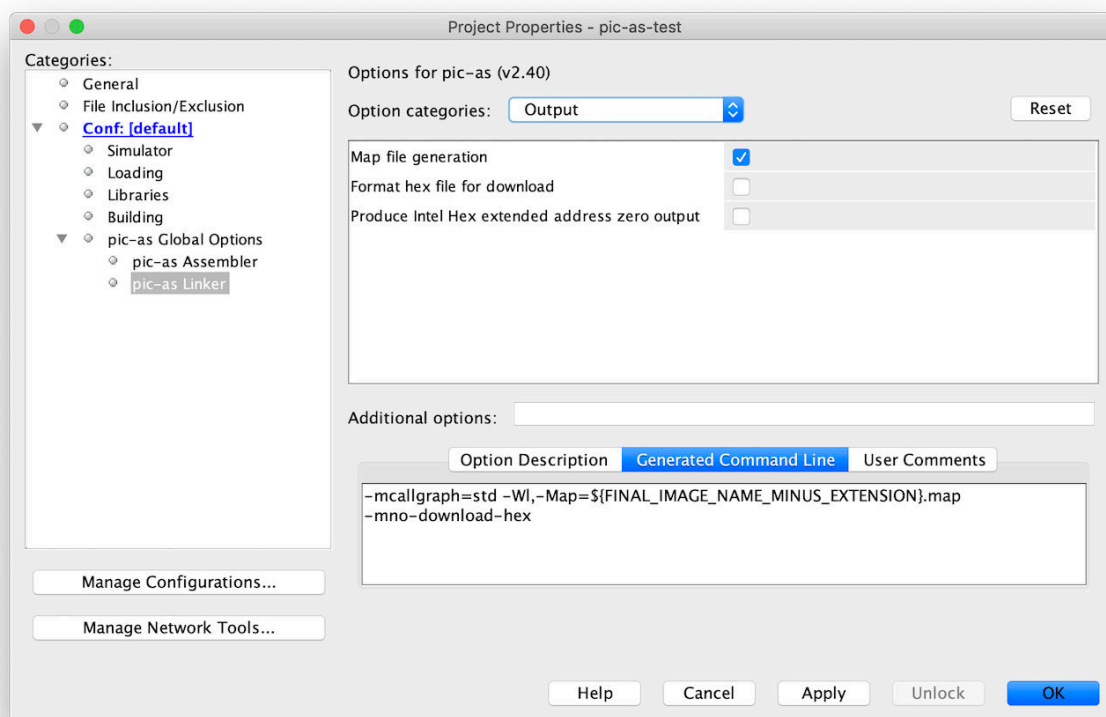 Project Properties - pic-as-test
Categories:
General
File Inclusion/Exclusion
Conf: [default]
Simulator
Loading
Libraries
Building
pic-as Global Options
pic-as Assembler
pic-as Linker
Manage Configurations...
Manage Network Tools...
Options for pic-as (v2.40)
Option categories: Output Reset
Map file generation
Format hex file for download
Produce Intel Hex extended address zero output
Additional options:
Option Description Generated Command Line User Comments
-mcallgraph=std -Wl,-Map=${FINAL_IMAGE_NAME_MINUS_EXTENSION}.map
-mno-download-hex
Help Cancel Apply Unlock OK